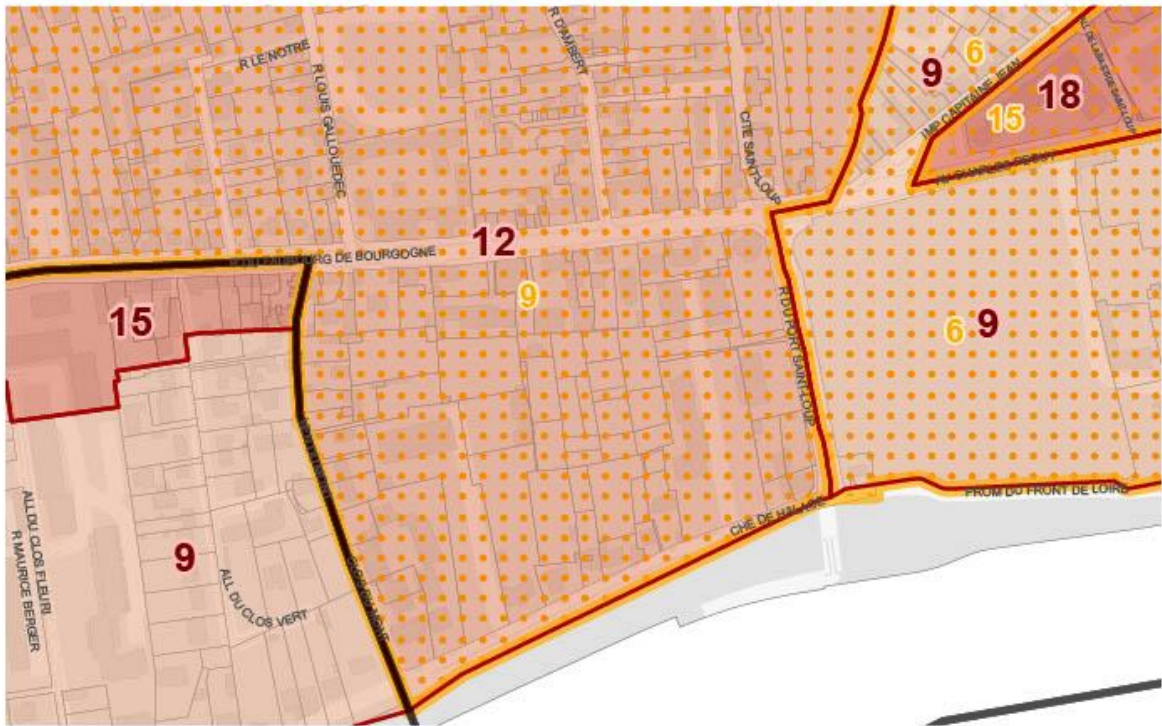 R LE NOTRE
R LOUIS GALLOUEDEC
R D'AMBERT
CITE SAINT-LOUP
9
6
IMP CAPITAINE JEAN
15
18
12
BOURG DE BOURGOGNE
9
15
R DU PORT SAINT-LOUP
6
9
CHE DE HALAGE
PROM DU FRONT DE LOIRE
9
ALL DU CLOS FLEURI
R MAURICE BERGER
ALL DU CLOS VERT